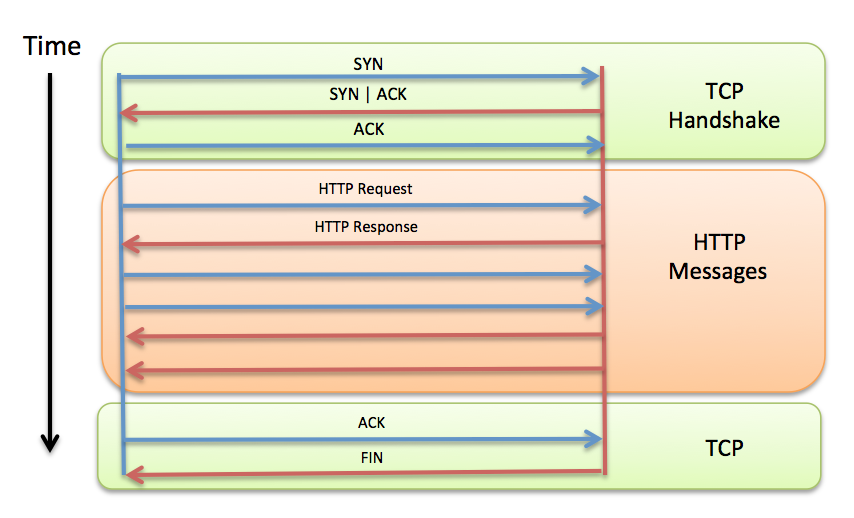 Time
SYN
SYN | ACK
ACK
TCP
Handshake
HTTP Request
HTTP Response
HTTP
Messages
ACK
FIN
TCP